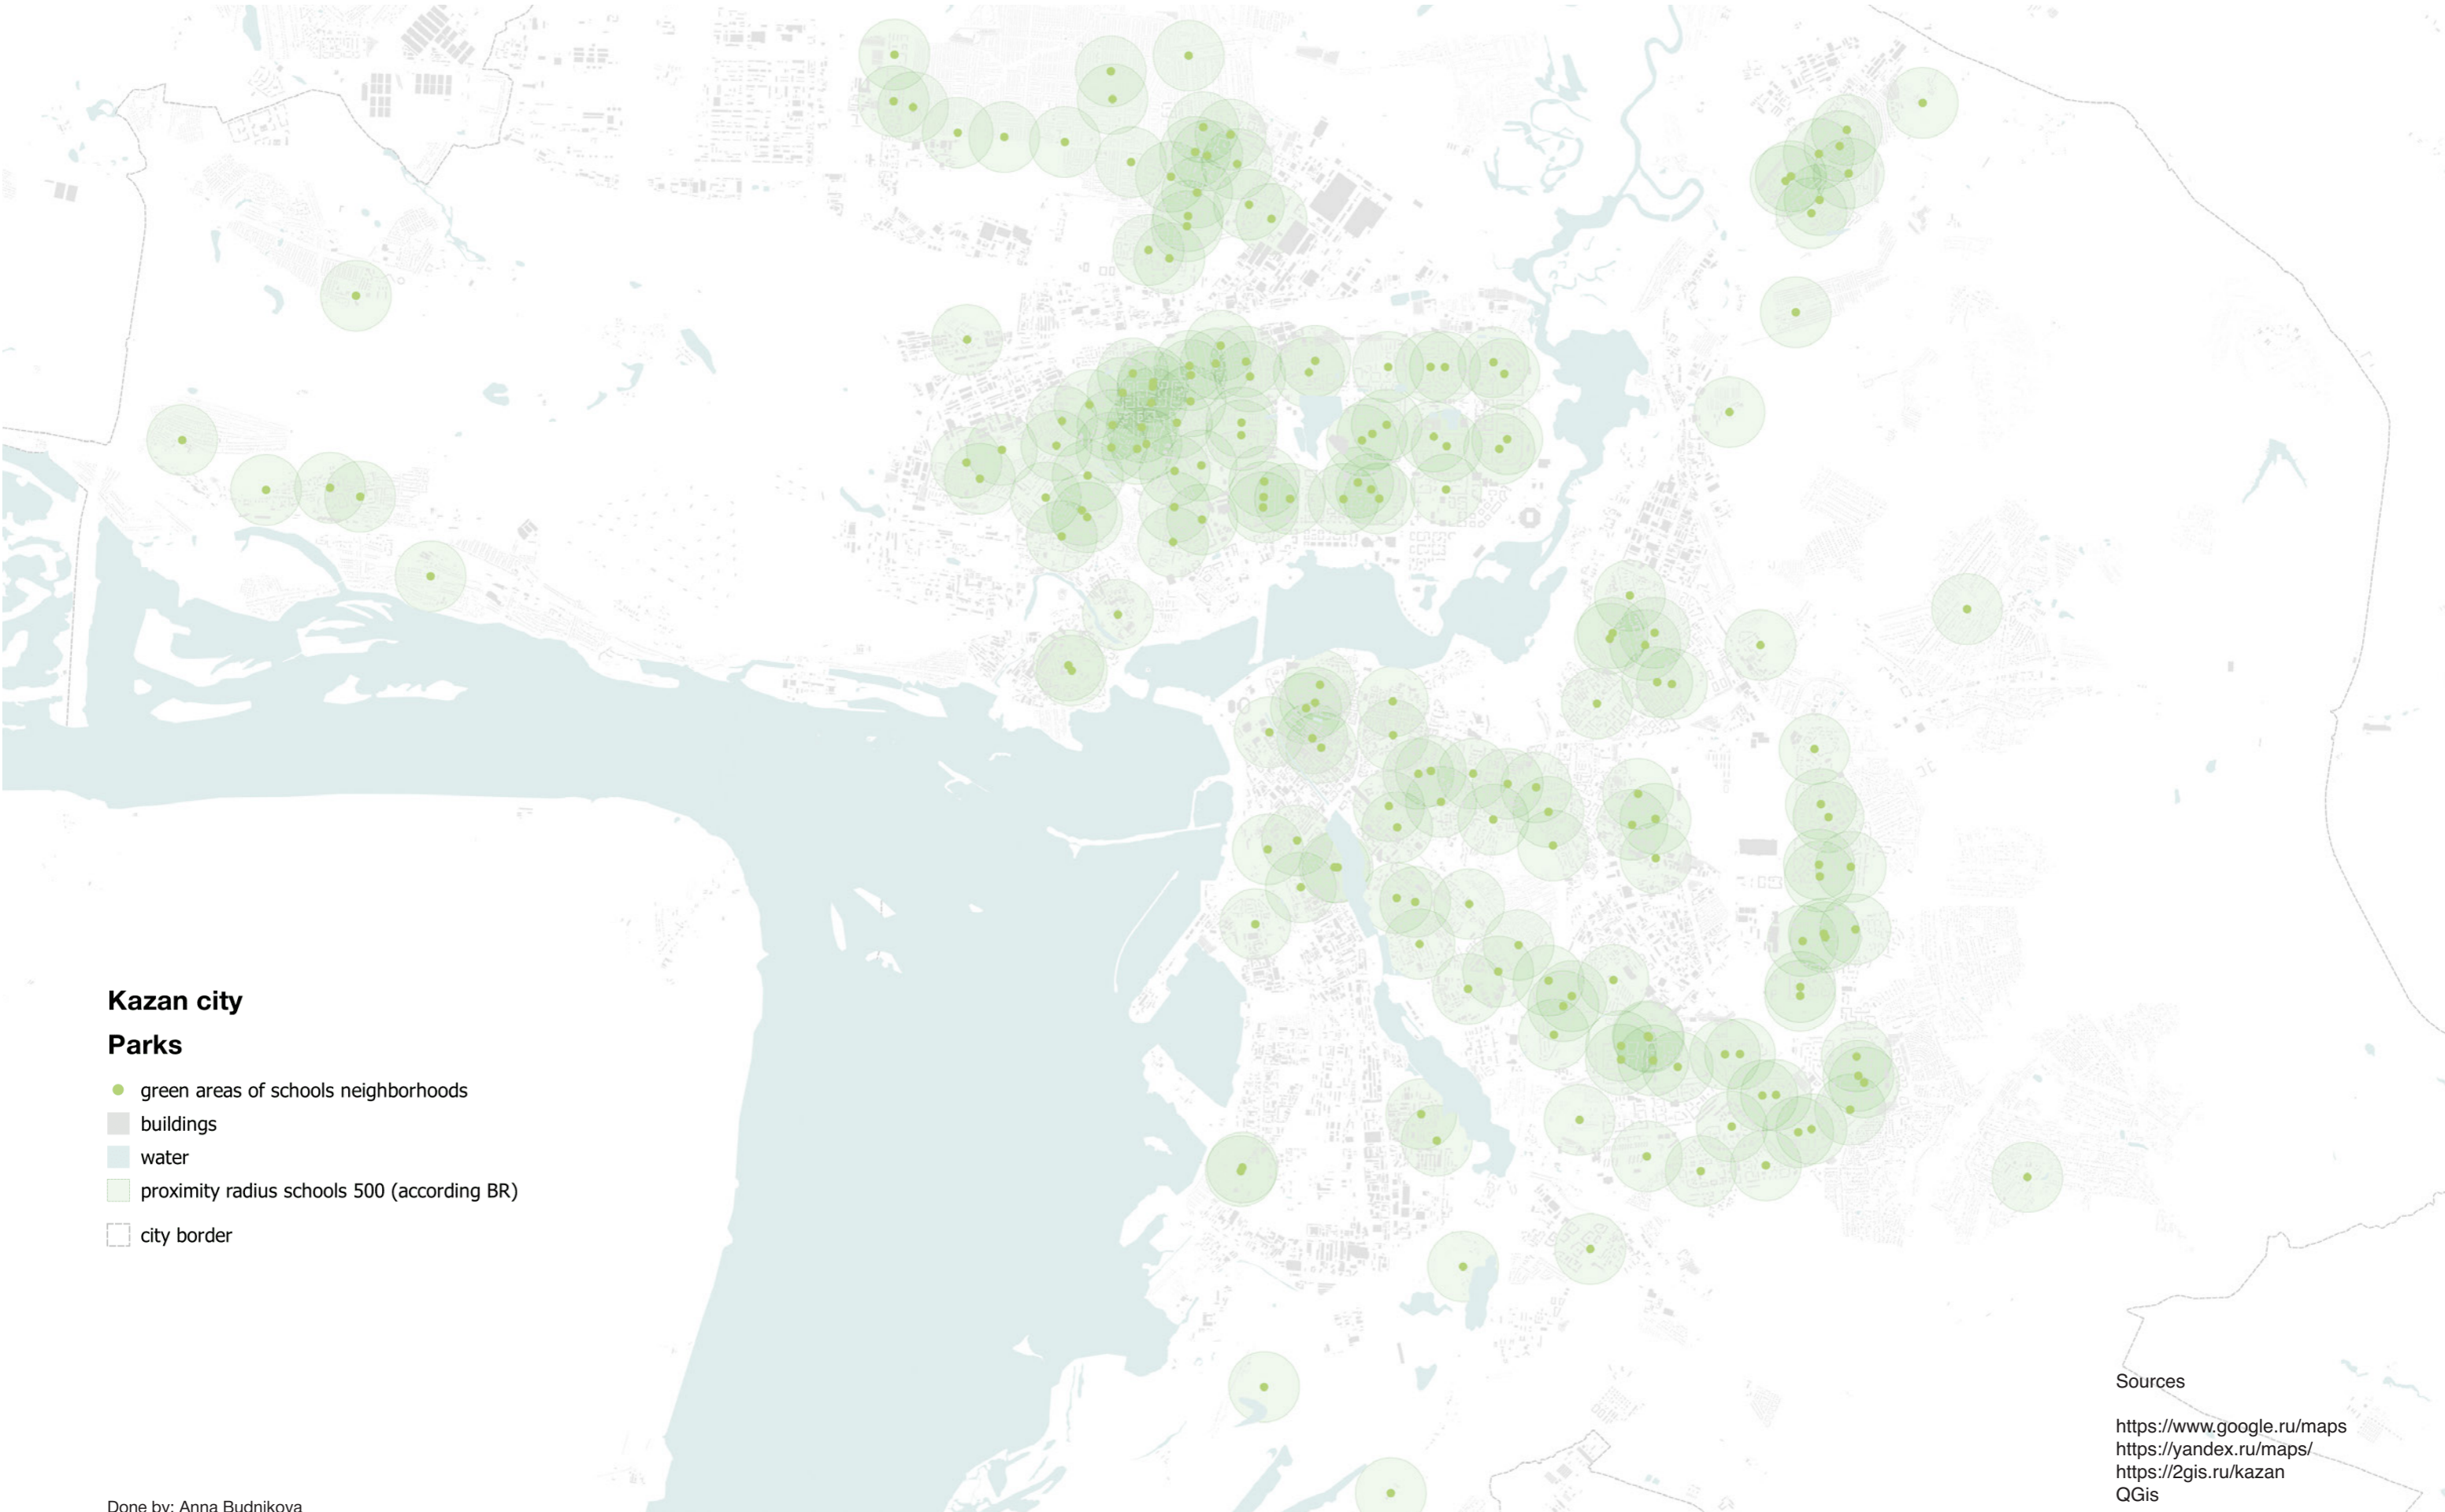 Kazan city
Parks
green areas of schools neighborhoods
buildings
water
proximity radius schools 500 (according BR)
city border
Done by: Anna Budnikova
Sources
https://www.google.ru/maps
https://yandex.ru/maps/
https://2gis.ru/kazan
QGis